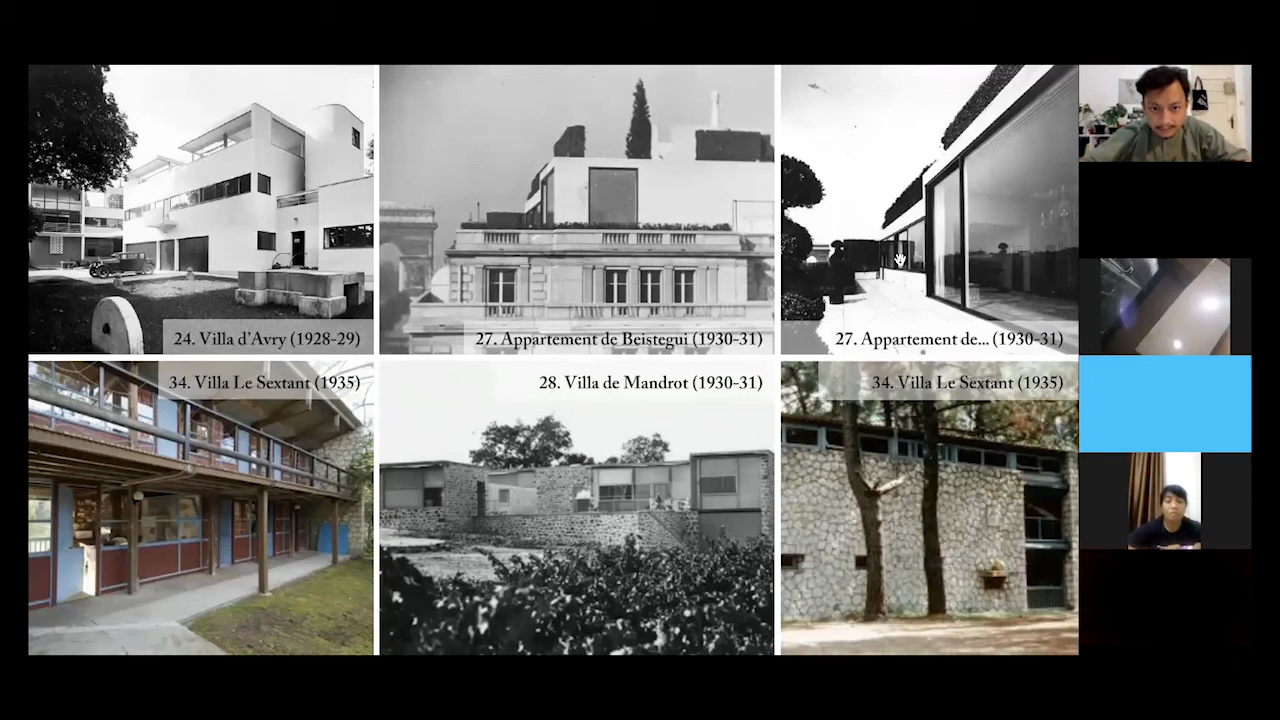 24. Villa d'Avry (1928-29)
27. Appartement de Beistegui (1930-31)
27. Appartement de... (1930-31)
34. Villa Le Sextant (1935)
28. Villa de Mandrot (1930-31)
34. Villa Le Sextant (1935)